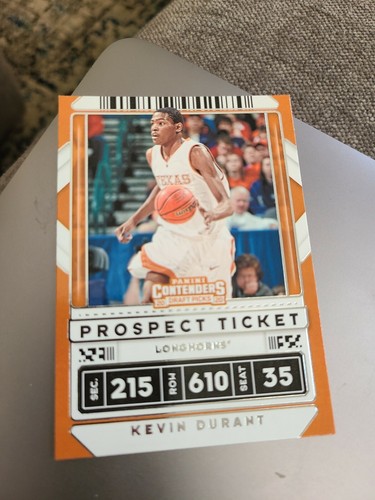 TEXAS
PANINI
CONTENDERS
DRAFT PICKS
PROSPECT TICKET
LONGHORNS
SEC. 215 ROW 610 SEAT 35
KEVIN DURANT